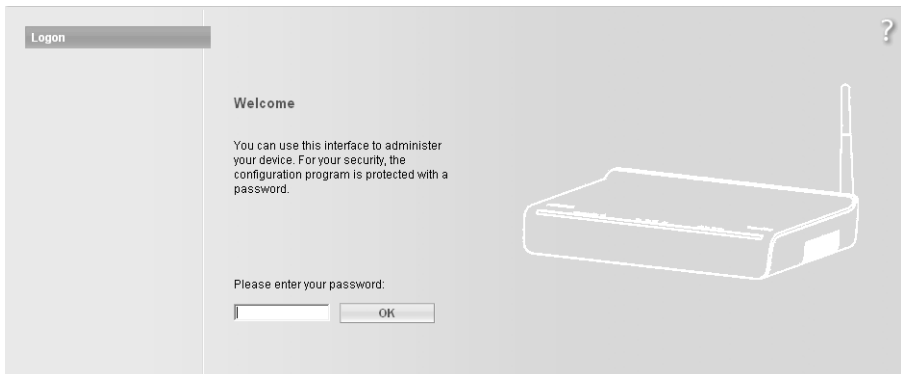 Logon
?
Welcome
You can use this interface to administer
your device. For your security, the
configuration program is protected with a
password.
Please enter your password:
OK